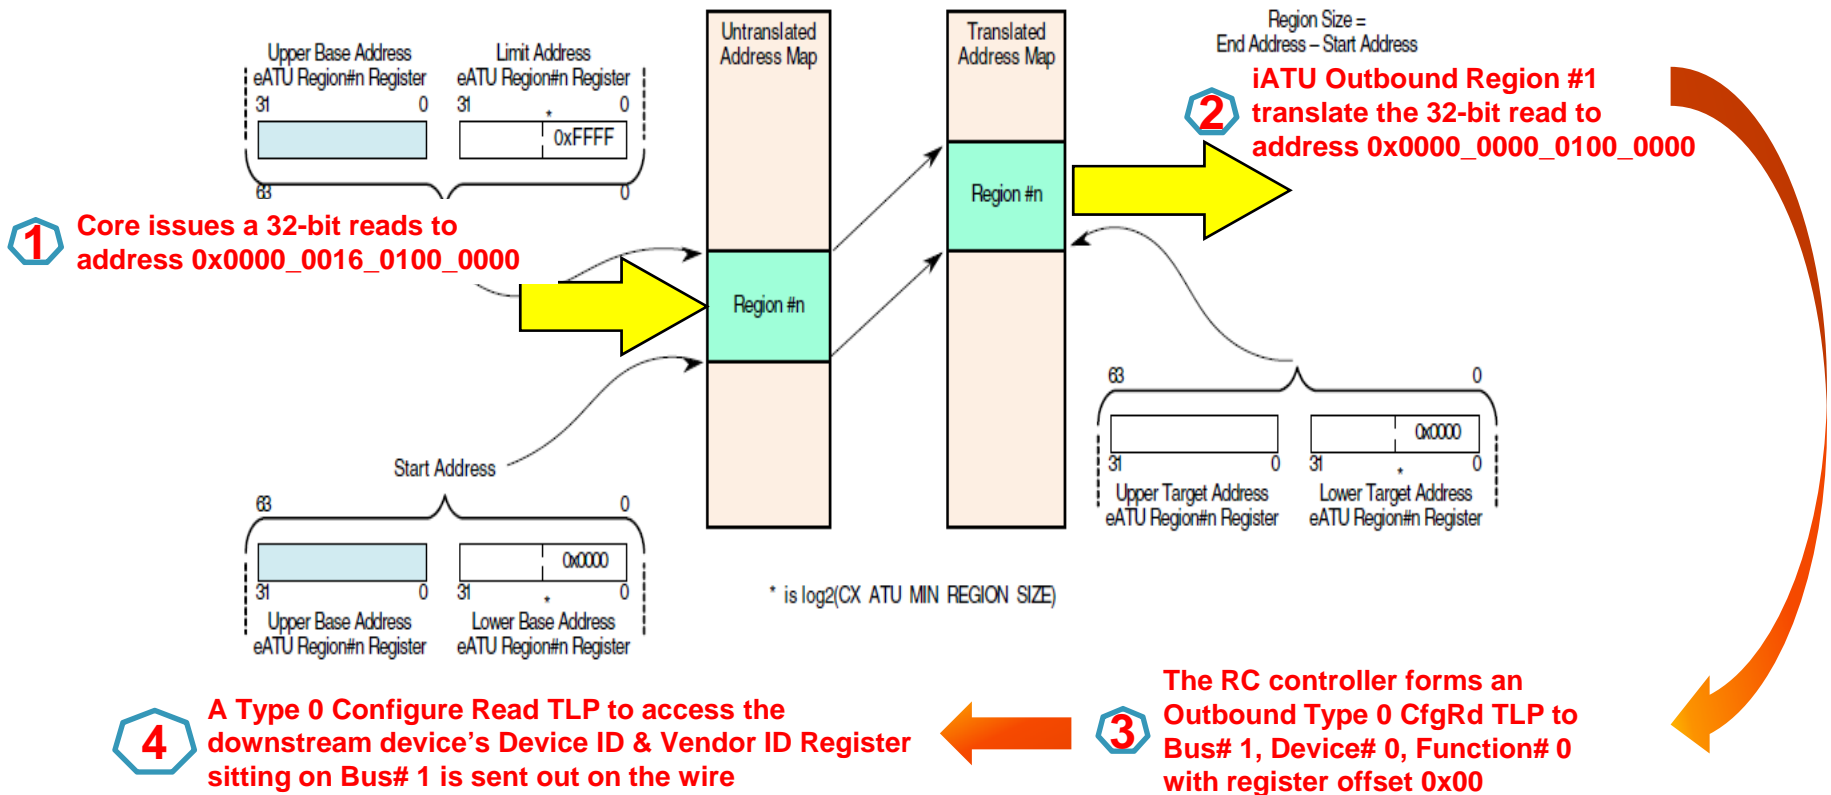 Upper Base Address
eATU Region#n Register
31 0
Limit Address
eATU Region#n Register
31 * 0
0xFFFF
63 0
Untranslated
Address Map
Translated
Address Map
Region Size =
End Address – Start Address
2
iATU Outbound Region #1
translate the 32-bit read to
address 0x0000_0000_0100_0000
1
Core issues a 32-bit reads to
address 0x0000_0016_0100_0000
Region #n
Region #n
Start Address
63 0
0x0000
31 0
31 * 0
Upper Base Address
eATU Region#n Register
Lower Base Address
eATU Region#n Register
63 0
0x0000
31 0
31 * 0
Upper Target Address
eATU Region#n Register
Lower Target Address
eATU Region#n Register
* is log2(CX ATU MIN REGION SIZE)
3
The RC controller forms an
Outbound Type 0 CfgRd TLP to
Bus# 1, Device# 0, Function# 0
with register offset 0x00
4
A Type 0 Configure Read TLP to access the
downstream device’s Device ID & Vendor ID Register
sitting on Bus# 1 is sent out on the wire